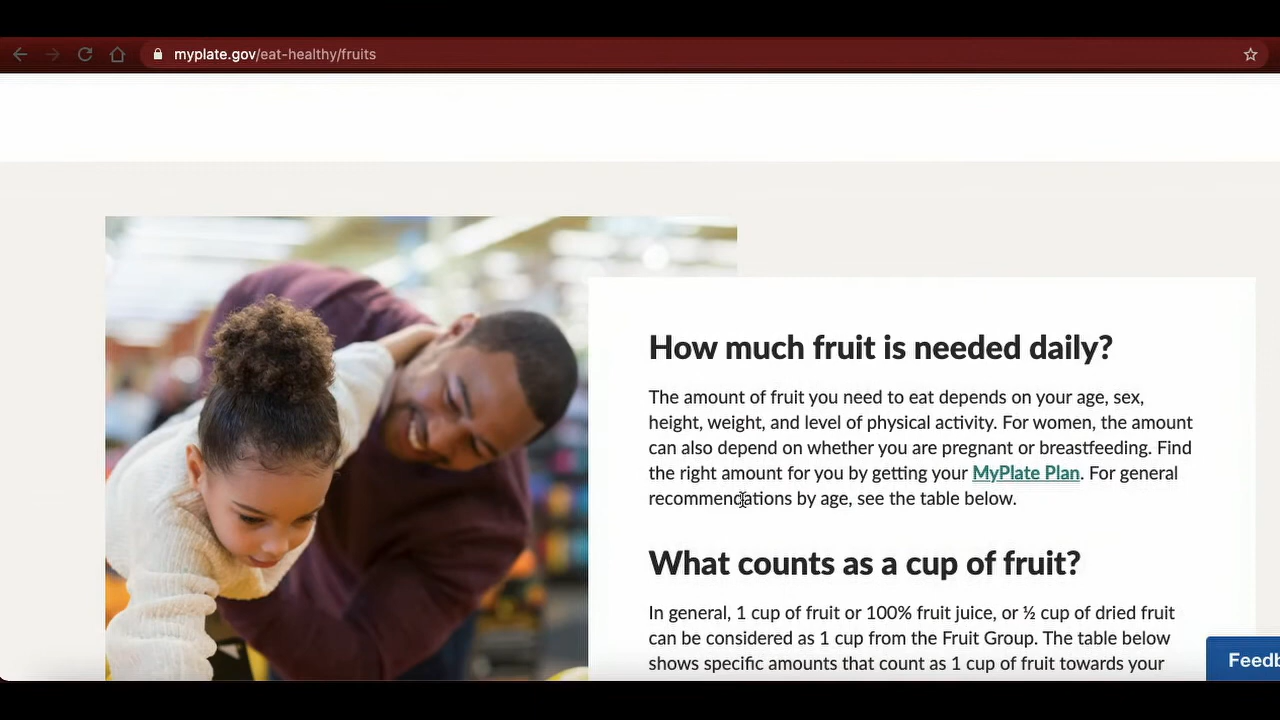 myplate.gov/eat-healthy/fruits
How much fruit is needed daily?
The amount of fruit you need to eat depends on your age, sex,
height, weight, and level of physical activity. For women, the amount
can also depend on whether you are pregnant or breastfeeding. Find
the right amount for you by getting your MyPlate Plan. For general
recommendations by age, see the table below.
What counts as a cup of fruit?
In general, 1 cup of fruit or 100% fruit juice, or ½ cup of dried fruit
can be considered as 1 cup from the Fruit Group. The table below
shows specific amounts that count as 1 cup of fruit towards your
Feedb